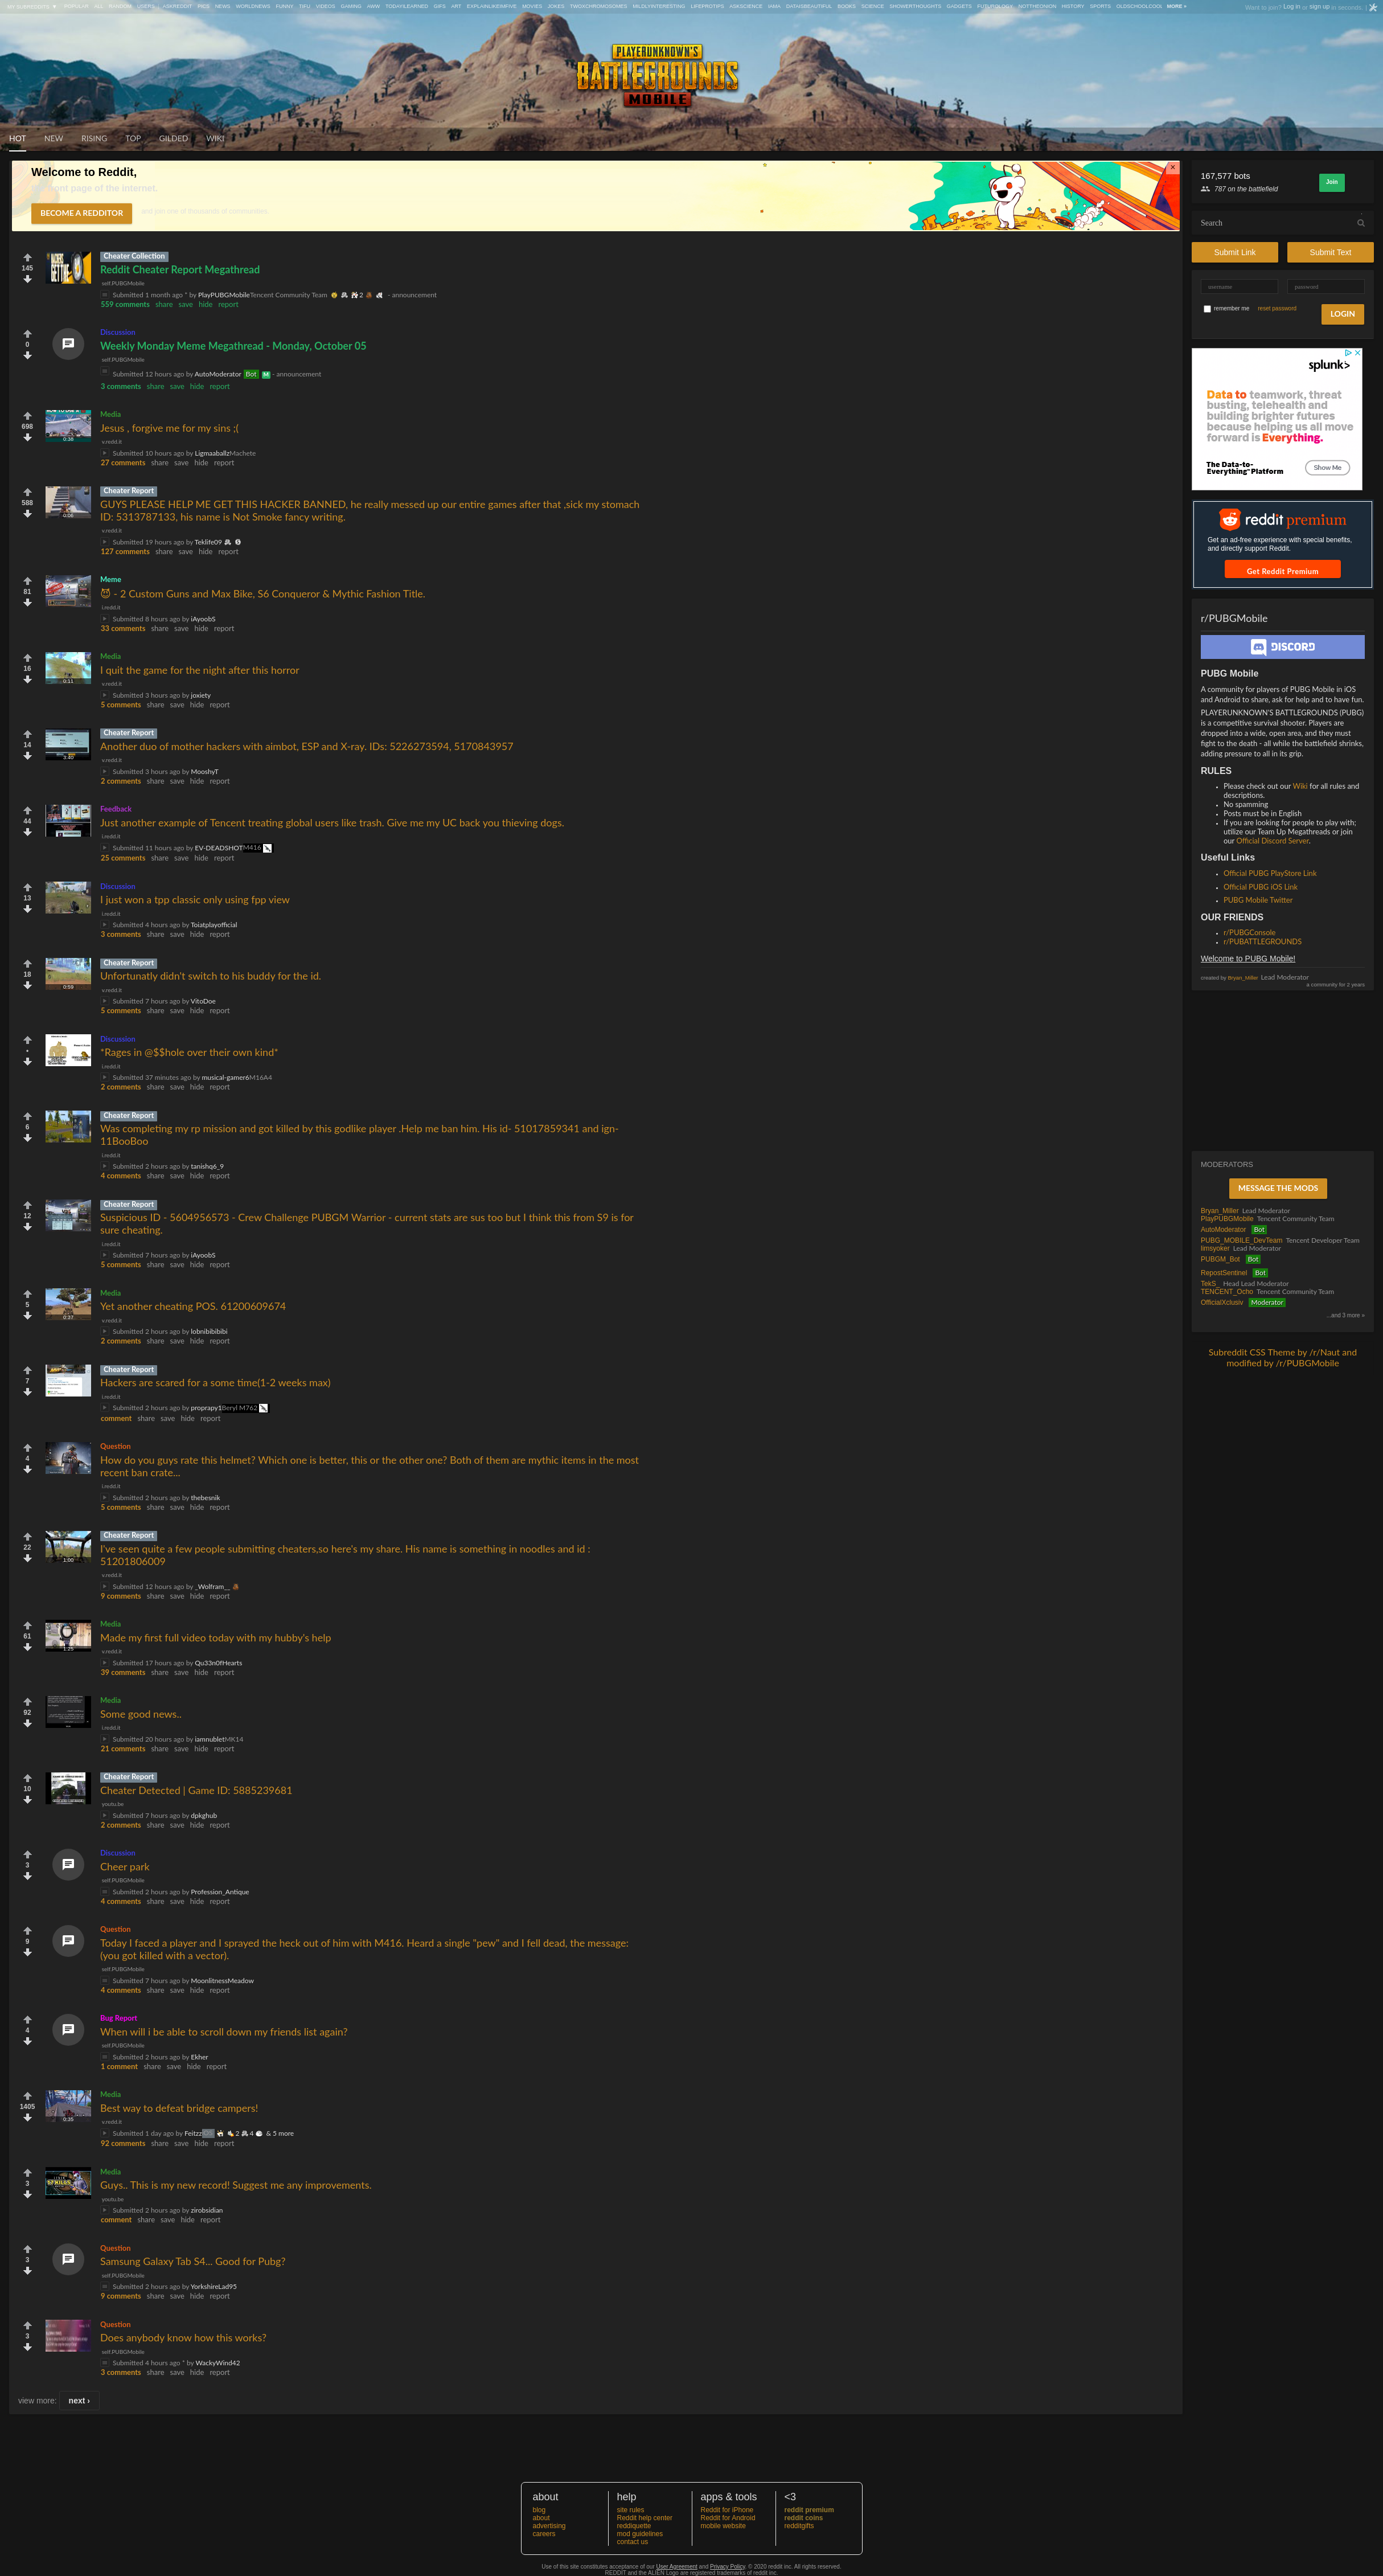 MY SUBREDDITS
POPULAR ALL RANDOM USERS ASKREDDIT PICS NEWS WORLDNEWS FUNNY TIFU VIDEOS GAMING AWW TODAYILEARNED GIFS ART EXPLAINLIKEIMFIVE MOVIES JOKES TWOXCHROMOSOMES MILDLYINTERESTING LIFEPROTIPS ASKSCIENCE IAMA DATAISBEAUTIFUL BOOKS SCIENCE SHOWERTHOUGHTS GADGETS FUTUROLOGY NOTTHEONION HISTORY SPORTS OLDSCHOOLCOOL MORE »
Want to join? Log in or sign up in seconds. |
PLAYERUNKNOWN'S
BATTLEGROUNDS
MOBILE
HOT NEW RISING TOP GILDED WIKI
Welcome to Reddit,
the front page of the internet.
BECOME A REDDITOR
and join one of thousands of communities.
×
145
Cheater Collection
Reddit Cheater Report Megathread
self.PUBGMobile
Submitted 1 month ago * by PlayPUBGMobile Tencent Community Team 2 - announcement
559 comments share save hide report
0
Discussion
Weekly Monday Meme Megathread - Monday, October 05
self.PUBGMobile
Submitted 12 hours ago by AutoModerator Bot M - announcement
3 comments share save hide report
698
0:36
Media
Jesus , forgive me for my sins ;(
v.redd.it
Submitted 10 hours ago by Ligmaaballz Machete
27 comments share save hide report
588
0:06
Cheater Report
GUYS PLEASE HELP ME GET THIS HACKER BANNED, he really messed up our entire games after that ,sick my stomach
ID: 5313787133, his name is Not Smoke fancy writing.
v.redd.it
Submitted 19 hours ago by Teklife09
127 comments share save hide report
81
Meme
😈 - 2 Custom Guns and Max Bike, S6 Conqueror & Mythic Fashion Title.
i.redd.it
Submitted 8 hours ago by iAyoobS
33 comments share save hide report
16
0:11
Media
I quit the game for the night after this horror
v.redd.it
Submitted 3 hours ago by joxiety
5 comments share save hide report
14
3:40
Cheater Report
Another duo of mother hackers with aimbot, ESP and X-ray. IDs: 5226273594, 5170843957
v.redd.it
Submitted 3 hours ago by MooshyT
2 comments share save hide report
44
Feedback
Just another example of Tencent treating global users like trash. Give me my UC back you thieving dogs.
i.redd.it
Submitted 11 hours ago by EV-DEADSHOT M416
25 comments share save hide report
13
Discussion
I just won a tpp classic only using fpp view
i.redd.it
Submitted 4 hours ago by Toiatplayofficial
3 comments share save hide report
18
0:59
Cheater Report
Unfortunatly didn't switch to his buddy for the id.
v.redd.it
Submitted 7 hours ago by VitoDoe
5 comments share save hide report
•
Discussion
*Rages in @$$hole over their own kind*
i.redd.it
Submitted 37 minutes ago by musical-gamer6 M16A4
2 comments share save hide report
6
Cheater Report
Was completing my rp mission and got killed by this godlike player .Help me ban him. His id- 51017859341 and ign-
11BooBoo
i.redd.it
Submitted 2 hours ago by tanishq6_9
4 comments share save hide report
12
Cheater Report
Suspicious ID - 5604956573 - Crew Challenge PUBGM Warrior - current stats are sus too but I think this from S9 is for
sure cheating.
i.redd.it
Submitted 7 hours ago by iAyoobS
5 comments share save hide report
5
0:37
Media
Yet another cheating POS. 61200609674
v.redd.it
Submitted 2 hours ago by lobnibibibibi
2 comments share save hide report
7
Cheater Report
Hackers are scared for a some time(1-2 weeks max)
i.redd.it
Submitted 2 hours ago by proprapy1 Beryl M762
comment share save hide report
4
Question
How do you guys rate this helmet? Which one is better, this or the other one? Both of them are mythic items in the most
recent ban crate...
i.redd.it
Submitted 2 hours ago by thebesnik
5 comments share save hide report
22
1:00
Cheater Report
I've seen quite a few people submitting cheaters,so here's my share. His name is something in noodles and id :
51201806009
v.redd.it
Submitted 12 hours ago by _Wolfram__
9 comments share save hide report
61
1:25
Media
Made my first full video today with my hubby's help
v.redd.it
Submitted 17 hours ago by Qu33n0fHearts
39 comments share save hide report
92
Media
Some good news..
i.redd.it
Submitted 20 hours ago by iamnublet MK14
21 comments share save hide report
10
Cheater Report
Cheater Detected | Game ID: 5885239681
youtu.be
Submitted 7 hours ago by dpkghub
2 comments share save hide report
3
Discussion
Cheer park
self.PUBGMobile
Submitted 2 hours ago by Profession_Antique
4 comments share save hide report
9
Question
Today I faced a player and I sprayed the heck out of him with M416. Heard a single "pew" and I fell dead, the message:
(you got killed with a vector).
self.PUBGMobile
Submitted 7 hours ago by MoonlitnessMeadow
4 comments share save hide report
4
Bug Report
When will i be able to scroll down my friends list again?
self.PUBGMobile
Submitted 2 hours ago by Ekher
1 comment share save hide report
1405
0:35
Media
Best way to defeat bridge campers!
v.redd.it
Submitted 1 day ago by Feitzz 2 4 & 5 more
92 comments share save hide report
3
Media
Guys.. This is my new record! Suggest me any improvements.
youtu.be
Submitted 2 hours ago by zirobsidian
comment share save hide report
3
Question
Samsung Galaxy Tab S4... Good for Pubg?
self.PUBGMobile
Submitted 2 hours ago by YorkshireLad95
9 comments share save hide report
3
Question
Does anybody know how this works?
self.PUBGMobile
Submitted 4 hours ago * by WackyWind42
3 comments share save hide report
view more: next ›
167,577 bots
787 on the battlefield
Join
Search
Submit Link
Submit Text
username
password
remember me reset password
LOGIN
splunk>
Data to teamwork, threat
busting, telehealth and
building brighter futures
because helping us all move
forward is Everything.
The Data-to-
Everything™ Platform
Show Me
reddit premium
Get an ad-free experience with special benefits,
and directly support Reddit.
Get Reddit Premium
r/PUBGMobile
DISCORD
PUBG Mobile
A community for players of PUBG Mobile in iOS
and Android to share, ask for help and to have fun.
PLAYERUNKNOWN'S BATTLEGROUNDS (PUBG)
is a competitive survival shooter. Players are
dropped into a wide, open area, and they must
fight to the death - all while the battlefield shrinks,
adding pressure to all in its grip.
RULES
Please check out our Wiki for all rules and
descriptions.
No spamming
Posts must be in English
If you are looking for people to play with;
utilize our Team Up Megathreads or join
our Official Discord Server.
Useful Links
Official PUBG PlayStore Link
Official PUBG iOS Link
PUBG Mobile Twitter
OUR FRIENDS
r/PUBGConsole
r/PUBATTLEGROUNDS
Welcome to PUBG Mobile!
created by Bryan_Miller Lead Moderator
a community for 2 years
MODERATORS
MESSAGE THE MODS
Bryan_Miller Lead Moderator
PlayPUBGMobile Tencent Community Team
AutoModerator Bot
PUBG_MOBILE_DevTeam Tencent Developer Team
limsyoker Lead Moderator
PUBGM_Bot Bot
RepostSentinel Bot
TekS_ Head Lead Moderator
TENCENT_Ocho Tencent Community Team
OfficialXclusiv Moderator
...and 3 more »
Subreddit CSS Theme by /r/Naut and
modified by /r/PUBGMobile
about
blog
about
advertising
careers
help
site rules
Reddit help center
reddiquette
mod guidelines
contact us
apps & tools
Reddit for iPhone
Reddit for Android
mobile website
<3
reddit premium
reddit coins
redditgifts
Use of this site constitutes acceptance of our User Agreement and Privacy Policy. © 2020 reddit inc. All rights reserved.
REDDIT and the ALIEN Logo are registered trademarks of reddit inc.